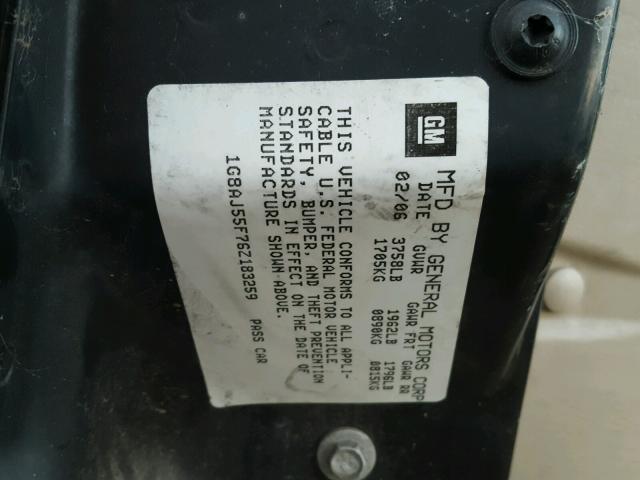 GM
MFD BY GENERAL MOTORS CORP
DATE GVWR GAWR FRT GAWR RR
02/06 3758LB 1962LB 1796LB
1705KG 0890KG 0815KG
THIS VEHICLE CONFORMS TO ALL APPLI-
CABLE U.S. FEDERAL MOTOR VEHICLE
SAFETY, BUMPER, AND THEFT PREVENTION
STANDARDS IN EFFECT ON THE DATE OF
MANUFACTURE SHOWN ABOVE.
1G8AJ55F76Z183259 PASS CAR